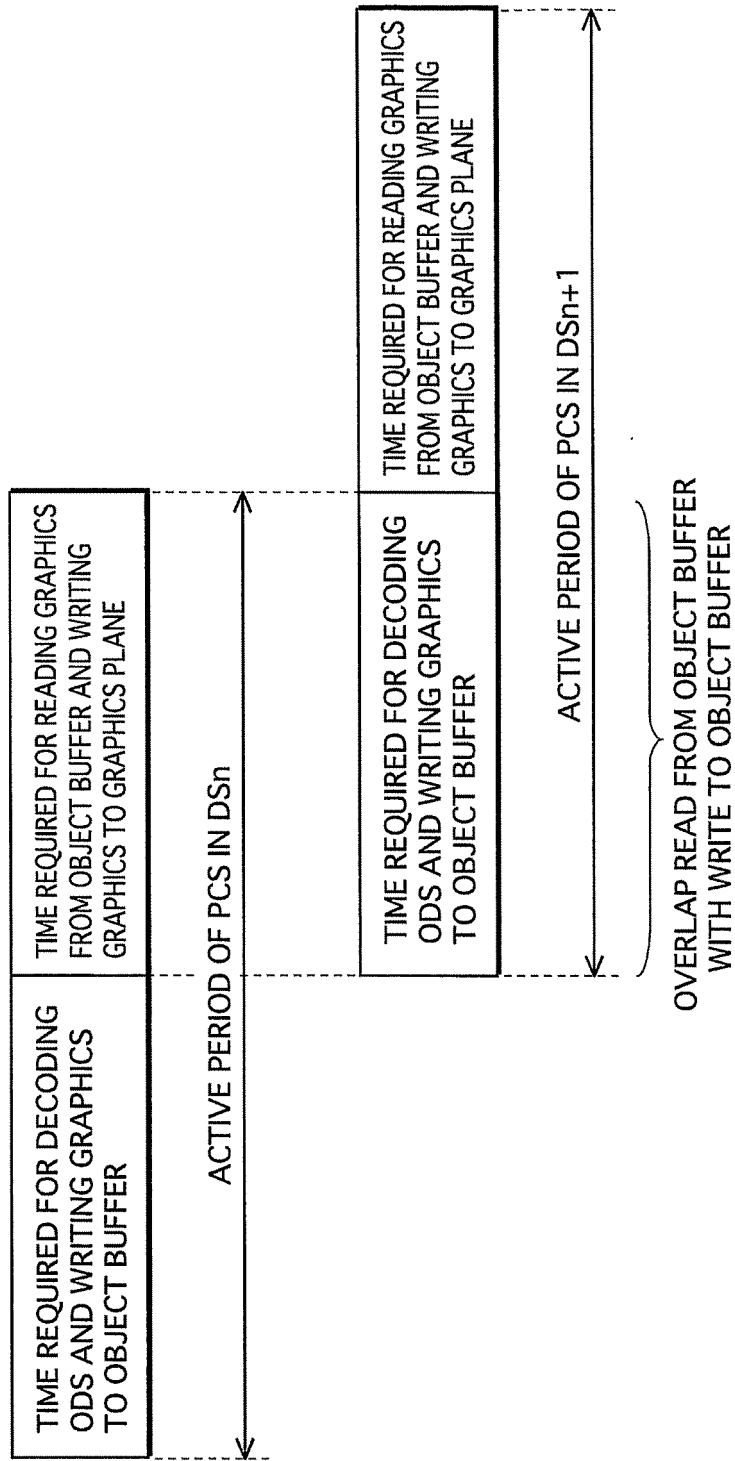 TIME REQUIRED FOR DECODING
ODS AND WRITING GRAPHICS
TO OBJECT BUFFER
TIME REQUIRED FOR READING GRAPHICS
FROM OBJECT BUFFER AND WRITING
GRAPHICS TO GRAPHICS PLANE
ACTIVE PERIOD OF PCS IN DSn
TIME REQUIRED FOR DECODING
ODS AND WRITING GRAPHICS
TO OBJECT BUFFER
TIME REQUIRED FOR READING GRAPHICS
FROM OBJECT BUFFER AND WRITING
GRAPHICS TO GRAPHICS PLANE
ACTIVE PERIOD OF PCS IN DSn+1
OVERLAP READ FROM OBJECT BUFFER
WITH WRITE TO OBJECT BUFFER